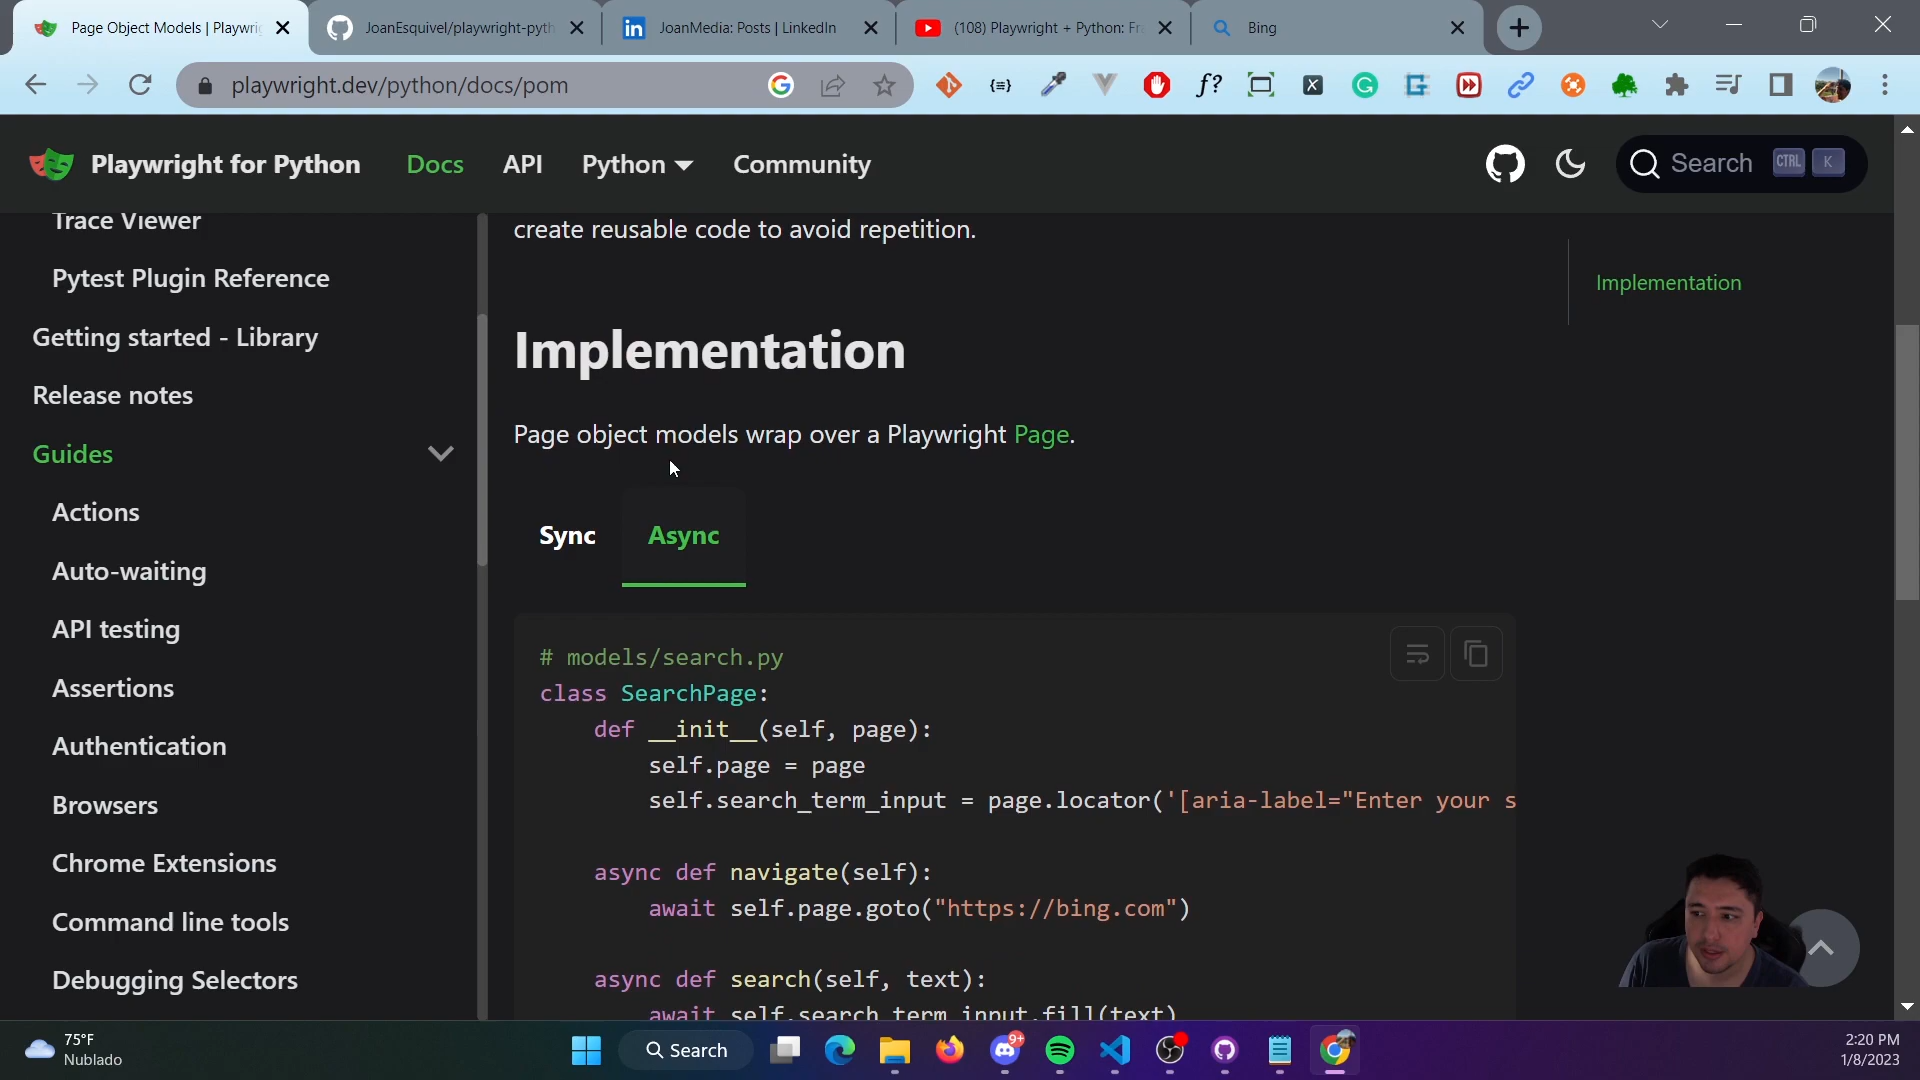 Page Object Models | Playwri
JoanEsquivel/playwright-pyth
JoanMedia: Posts | LinkedIn
(108) Playwright + Python: Fr
Bing
playwright.dev/python/docs/pom
Playwright for Python
Docs
API
Python
Community
Search
CTRL
K
Trace Viewer
Pytest Plugin Reference
Getting started - Library
Release notes
Guides
Actions
Auto-waiting
API testing
Assertions
Authentication
Browsers
Chrome Extensions
Command line tools
Debugging Selectors
create reusable code to avoid repetition.
Implementation
Page object models wrap over a Playwright Page.
Sync
Async
# models/search.py
class SearchPage:
def __init__(self, page):
self.page = page
self.search_term_input = page.locator('[aria-label="Enter your s
async def navigate(self):
await self.page.goto("https://bing.com")
async def search(self, text):
await self.search_term_input.fill(text)
Implementation
75°F
Nublado
Search
9+
2:20 PM
1/8/2023